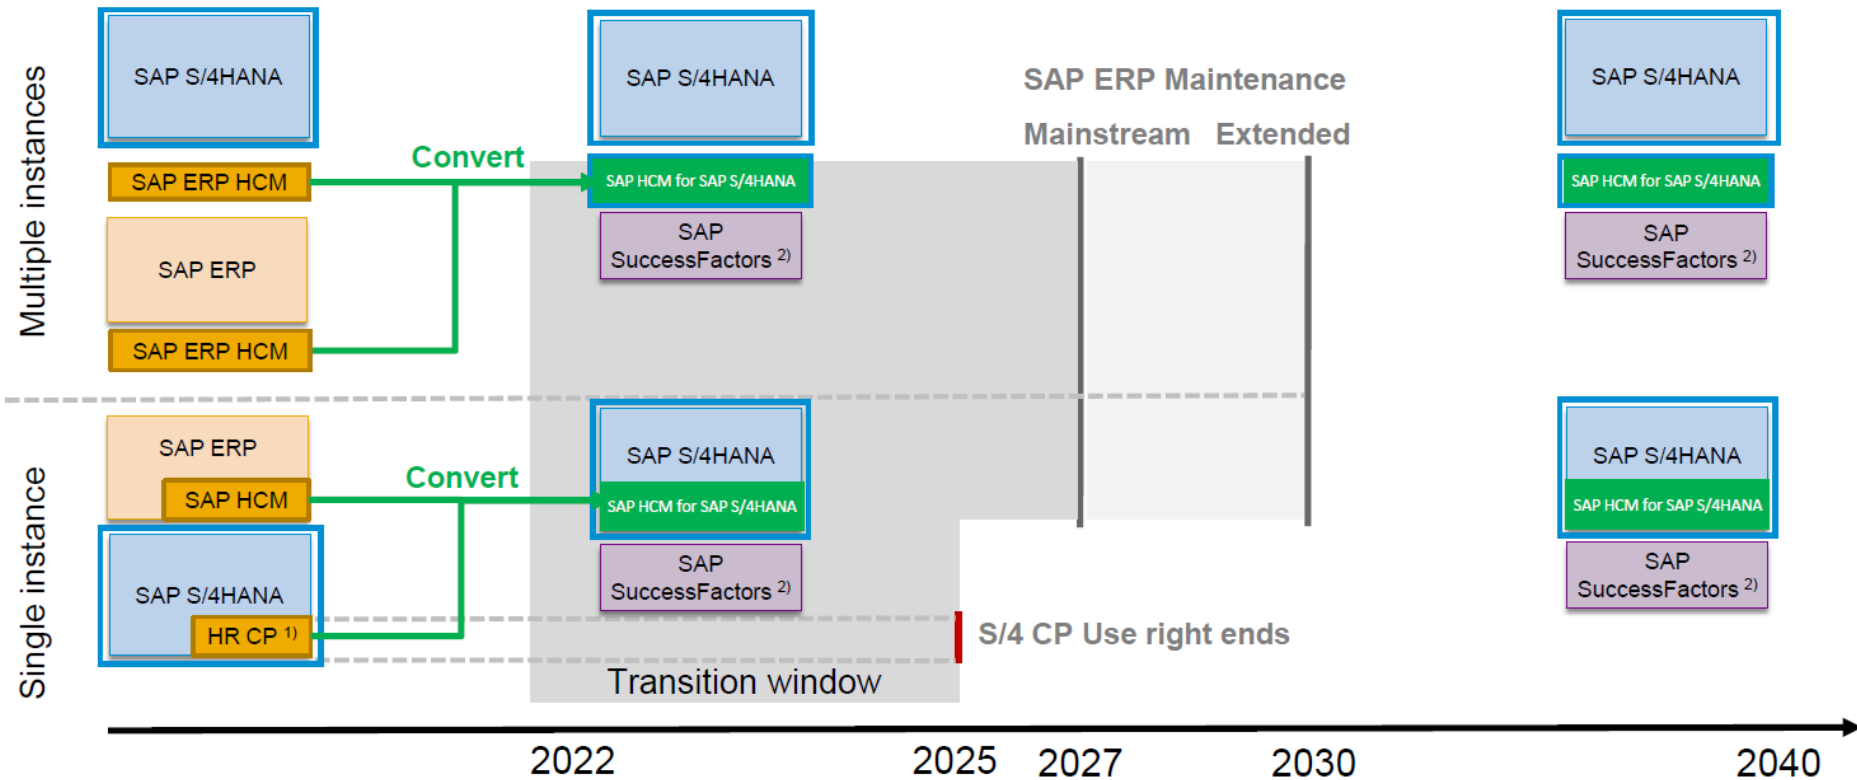 Multiple instances
SAP S/4HANA
SAP ERP HCM
SAP ERP
SAP ERP HCM
Convert
SAP S/4HANA
SAP HCM for SAP S/4HANA
SAP
SuccessFactors 2)
SAP ERP Maintenance
Mainstream Extended
SAP S/4HANA
SAP HCM for SAP S/4HANA
SAP
SuccessFactors 2)
Single instance
SAP ERP
SAP HCM
SAP S/4HANA
HR CP 1)
Convert
SAP S/4HANA
SAP HCM for SAP S/4HANA
SAP
SuccessFactors 2)
S/4 CP Use right ends
Transition window
SAP S/4HANA
SAP HCM for SAP S/4HANA
SAP
SuccessFactors 2)
2022 2025 2027 2030 2040